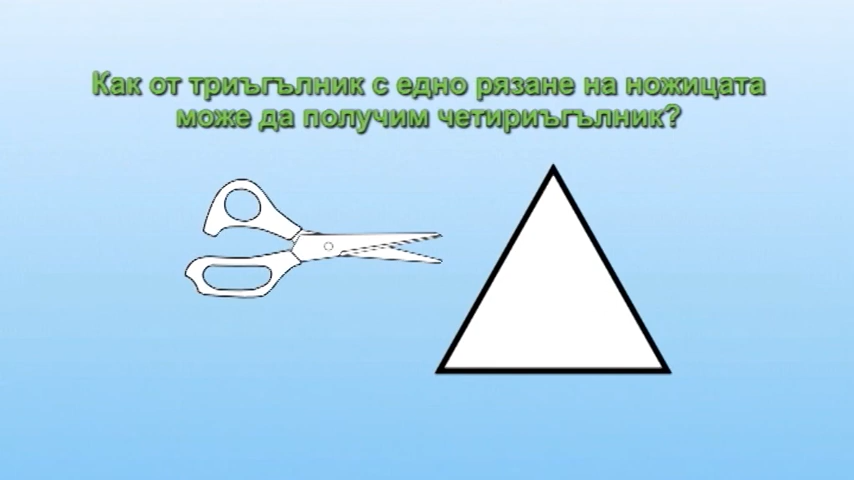 Как от триъгълник с едно рязане на ножицата
може да получим четириъгълник?